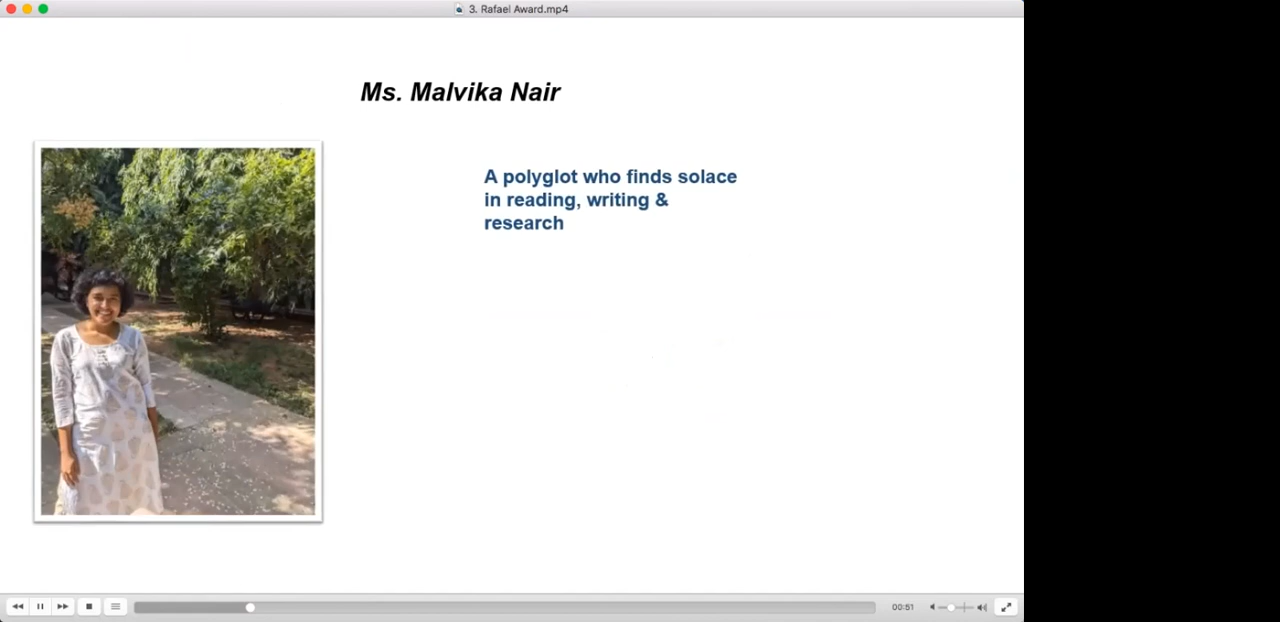 3. Rafael Award.mp4
Ms. Malvika Nair
A polyglot who finds solace
in reading, writing &
research
00:51